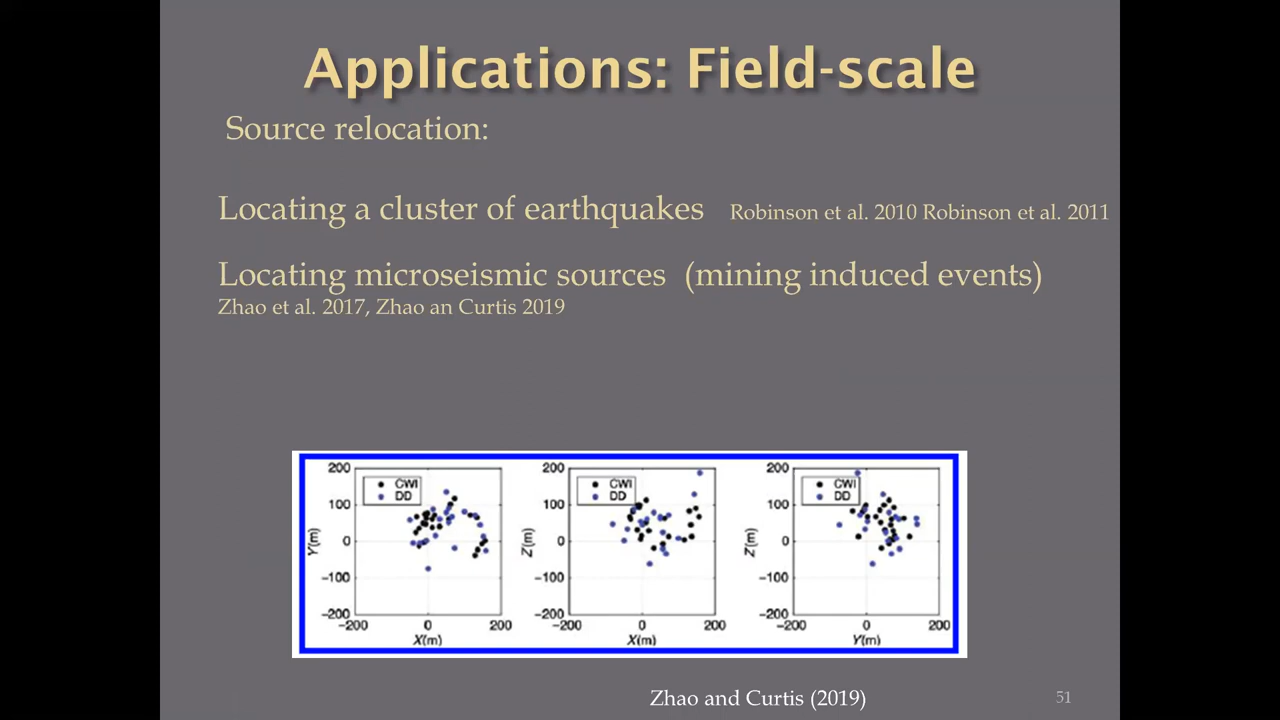 Applications: Field-scale
Source relocation:
Locating a cluster of earthquakes Robinson et al. 2010 Robinson et al. 2011
Locating microseismic sources (mining induced events)
Zhao et al. 2017, Zhao an Curtis 2019
200
100
0
−100
−200
Y(m)
CWI
DD
−200 0 200
X(m)
200
100
0
−100
−200
Z(m)
CWI
DD
−200 0 200
X(m)
200
100
0
−100
−200
Z(m)
CWI
DD
−200 0 200
Y(m)
Zhao and Curtis (2019)
51